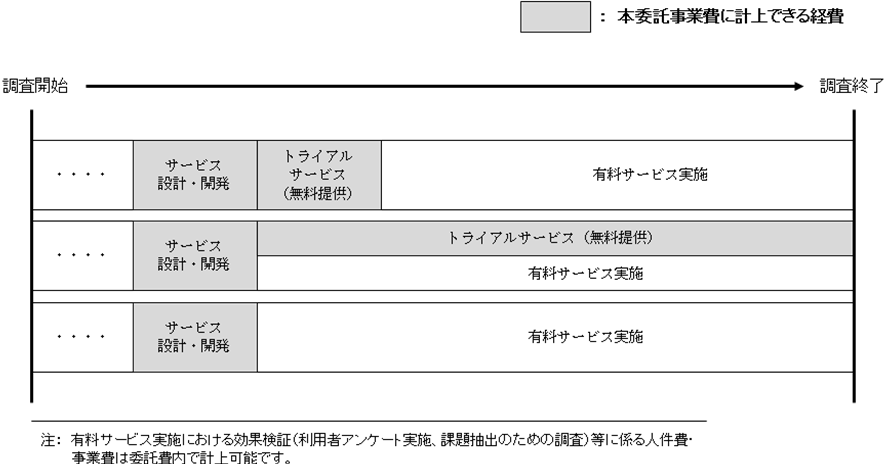 ： 本委託事業費に計上できる経費
調査開始
調査終了
・・・・
サービス
設計・開発
トライアル
サービス
（無料提供）
有料サービス実施
・・・・
サービス
設計・開発
トライアルサービス（無料提供）
有料サービス実施
・・・・
サービス
設計・開発
有料サービス実施
注： 有料サービス実施における効果検証（利用者アンケート実施、課題抽出のための調査）等に係る人件費・
事業費は委託費内で計上可能です。